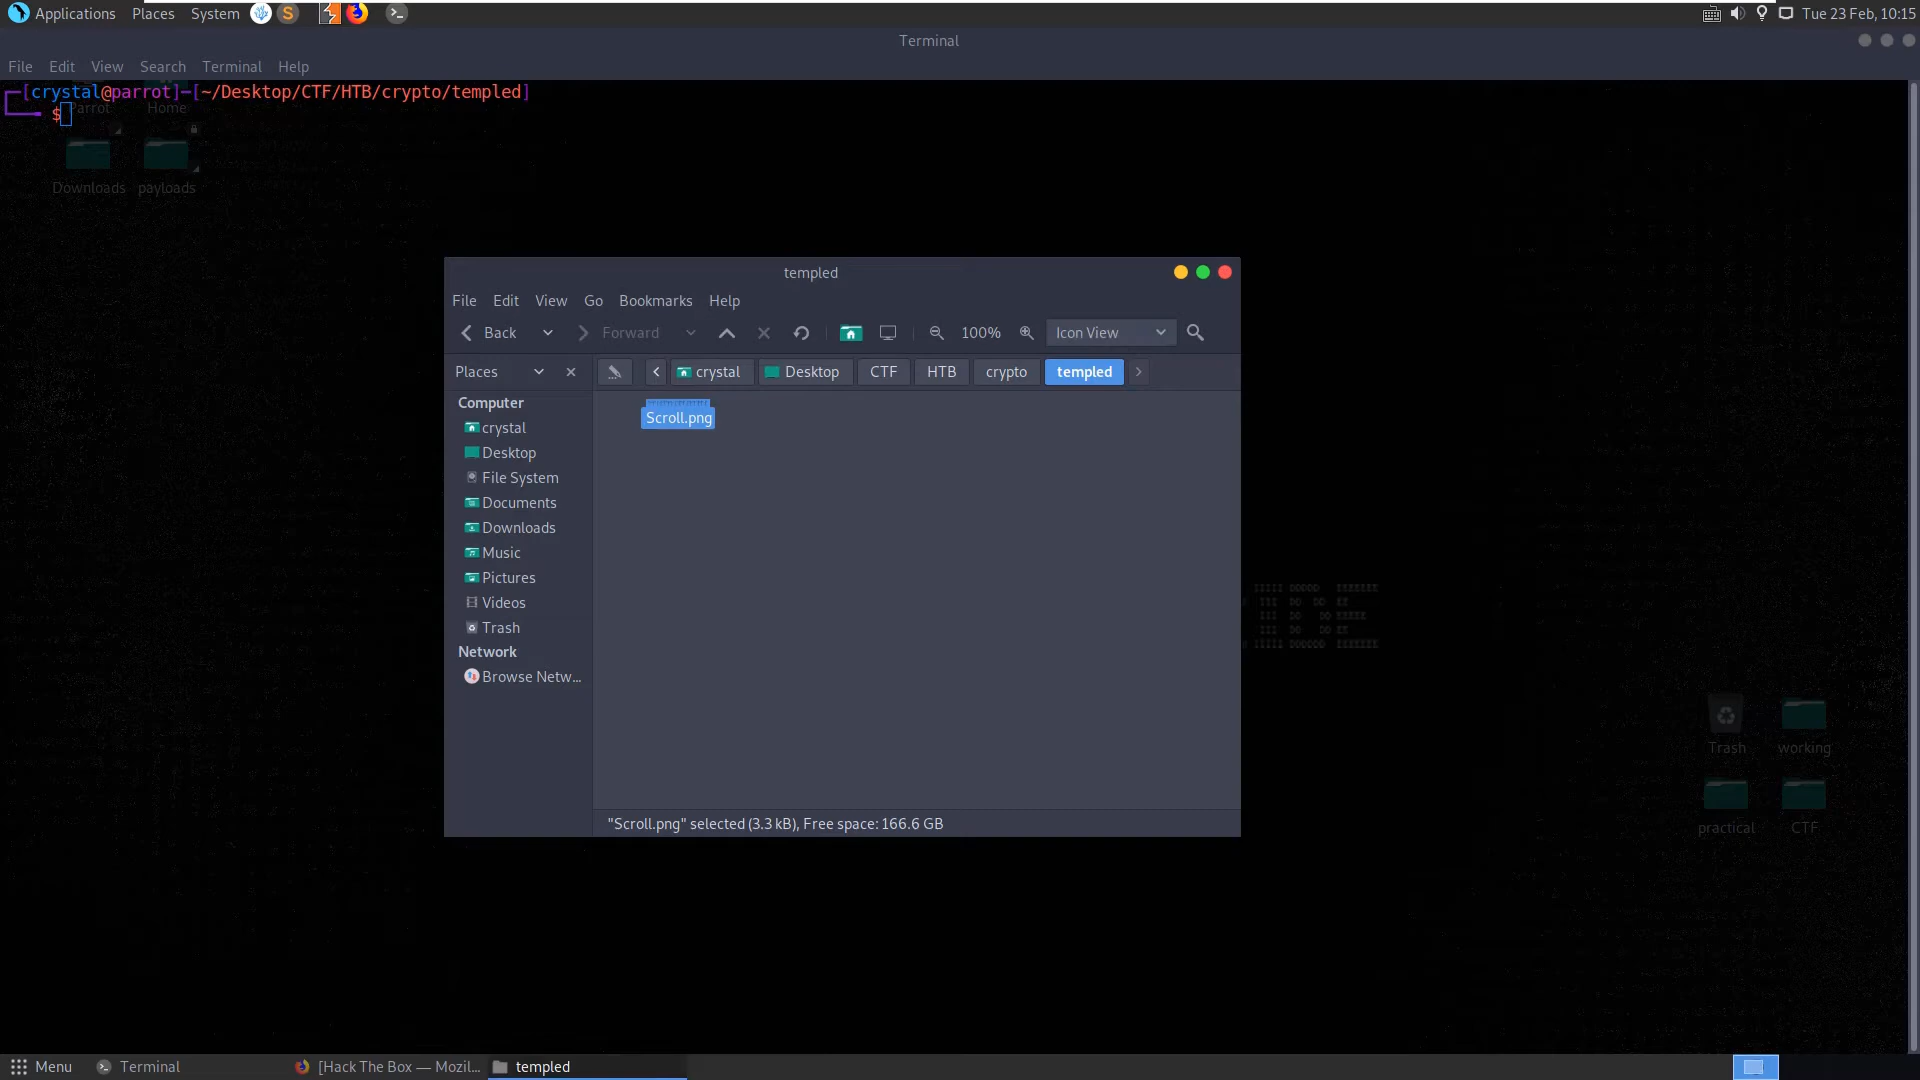 Applications Places System Tue 23 Feb, 10:15
Terminal
File Edit View Search Terminal Help
[crystal@parrot]-[~/Desktop/CTF/HTB/crypto/templed]
$
Parrot Home
Downloads payloads
templed
File Edit View Go Bookmarks Help
Back Forward 100% Icon View
Places crystal Desktop CTF HTB crypto templed
Computer
Scroll.png
crystal
Desktop
File System
Documents
Downloads
Music
Pictures
Videos
Trash
Network
Browse Netw...
"Scroll.png" selected (3.3 kB), Free space: 166.6 GB
Trash working
practical CTF
Menu Terminal [Hack The Box — Mozil... templed